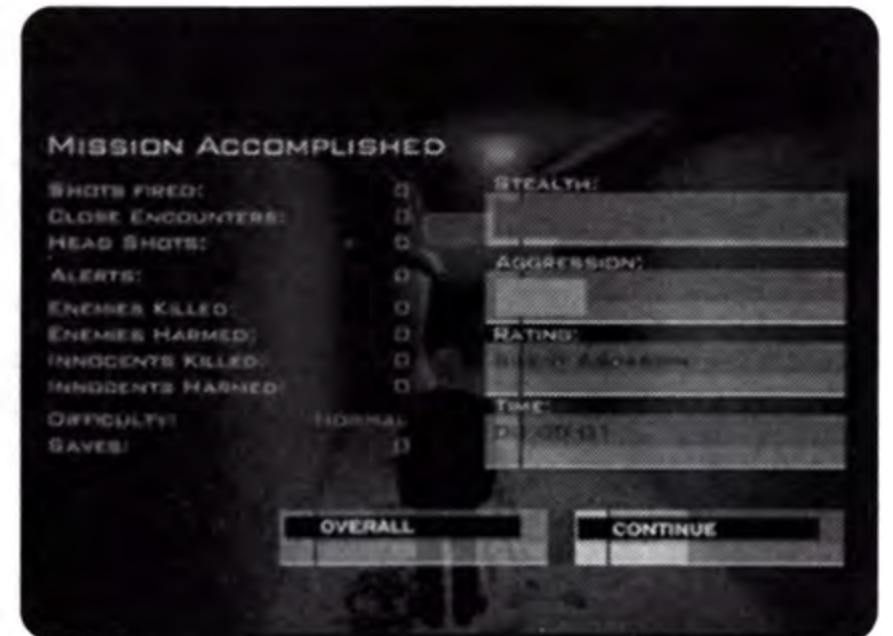 MISSION ACCOMPLISHED
SHOTS FIRED: 0
CLOSE ENCOUNTERS: 0
HEAD SHOTS: 0
ALERTS: 0
ENEMIES KILLED: 0
ENEMIES HARMED: 0
INNOCENTS KILLED: 0
INNOCENTS HARMED: 0
DIFFICULTY: NORMAL
SAVES: 0
STEALTH:
AGGRESSION:
RATING:
TIME:
OVERALL
CONTINUE